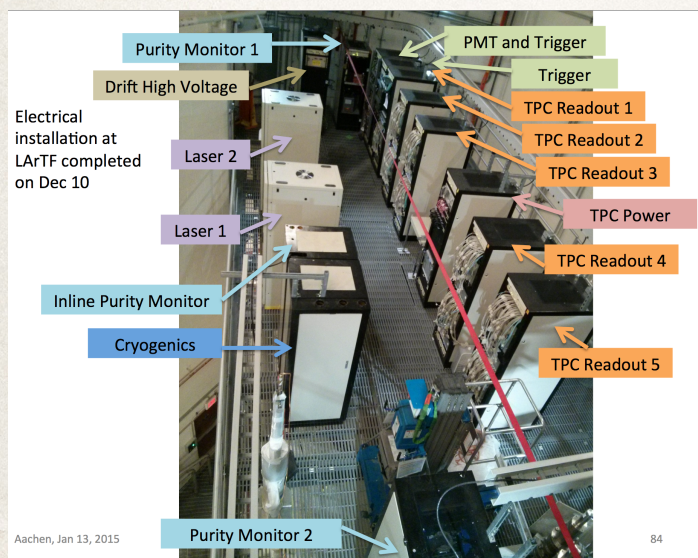 Purity Monitor 1
PMT and Trigger
Trigger
Drift High Voltage
TPC Readout 1
Electrical
installation at
LArTF completed
on Dec 10
TPC Readout 2
Laser 2
TPC Readout 3
TPC Power
Laser 1
TPC Readout 4
Inline Purity Monitor
Cryogenics
TPC Readout 5
Purity Monitor 2
Aachen, Jan 13, 2015
84